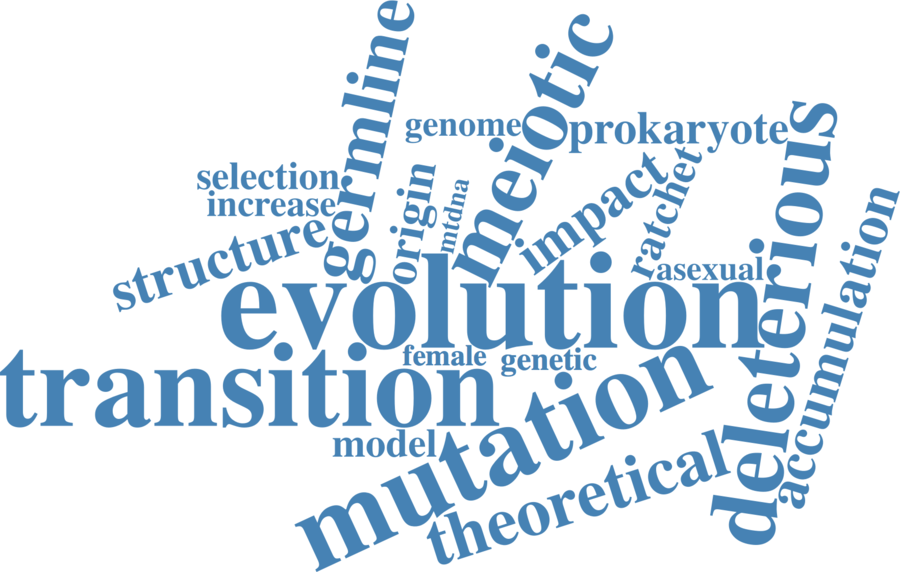 germline
meiotic
genome
prokaryote
deleterious
selection
increase
origin
mtdna
impact
ratchet
structure
asexual
accumulation
evolution
transition
female
genetic
mutation
model
theoretical